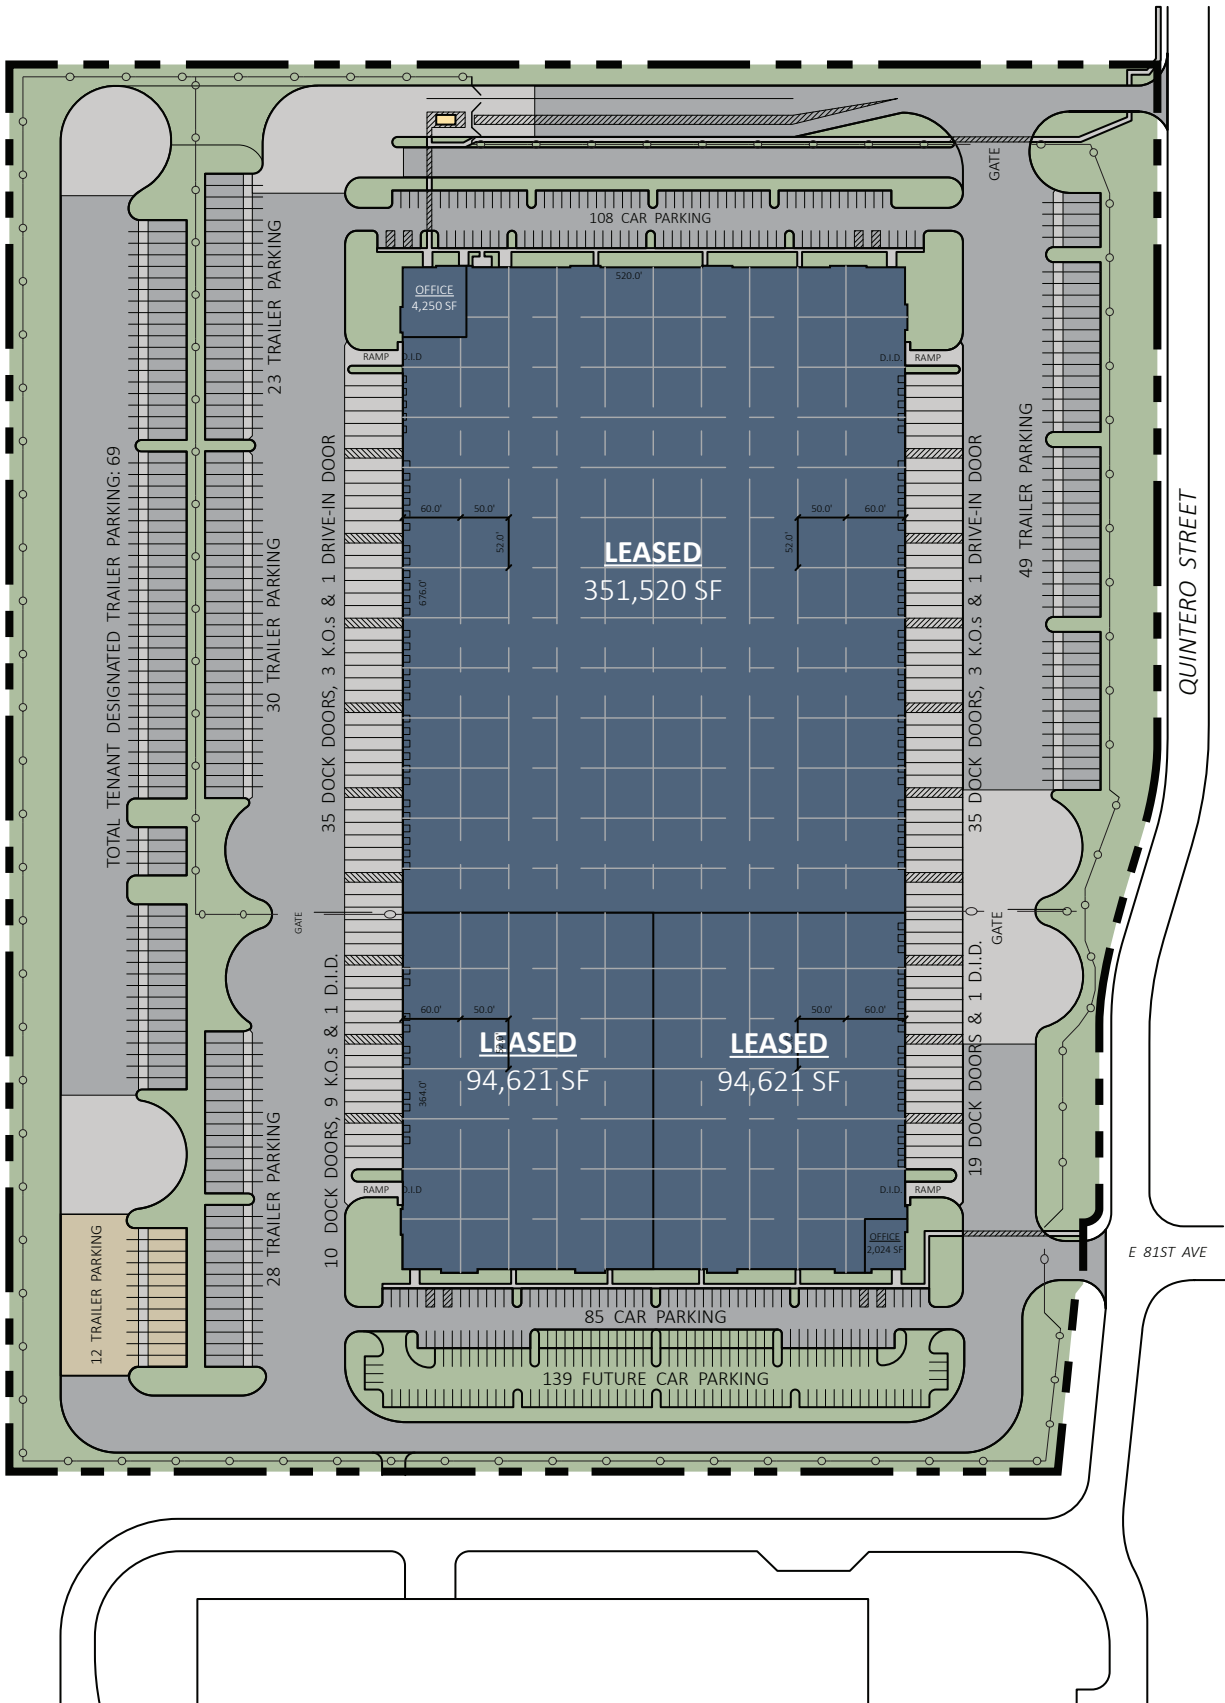 GATE
108 CAR PARKING
520.0'
OFFICE
4,250 SF
RAMP
D.I.D
D.I.D.
RAMP
23 TRAILER PARKING
30 TRAILER PARKING
TOTAL TENANT DESIGNATED TRAILER PARKING: 69
35 DOCK DOORS, 3 K.O.s & 1 DRIVE-IN DOOR
60.0'
50.0'
52.0'
676.0'
LEASED
351,520 SF
50.0'
60.0'
52.0'
35 DOCK DOORS, 3 K.O.s & 1 DRIVE-IN DOOR
49 TRAILER PARKING
QUINTERO STREET
GATE
GATE
10 DOCK DOORS, 9 K.O.s & 1 D.I.D.
60.0'
50.0'
364.0'
LEASED
94,621 SF
50.0'
60.0'
LEASED
94,621 SF
19 DOCK DOORS & 1 D.I.D.
28 TRAILER PARKING
12 TRAILER PARKING
RAMP
D.I.D
D.I.D.
RAMP
OFFICE
2,024 SF
E 81ST AVE
85 CAR PARKING
139 FUTURE CAR PARKING